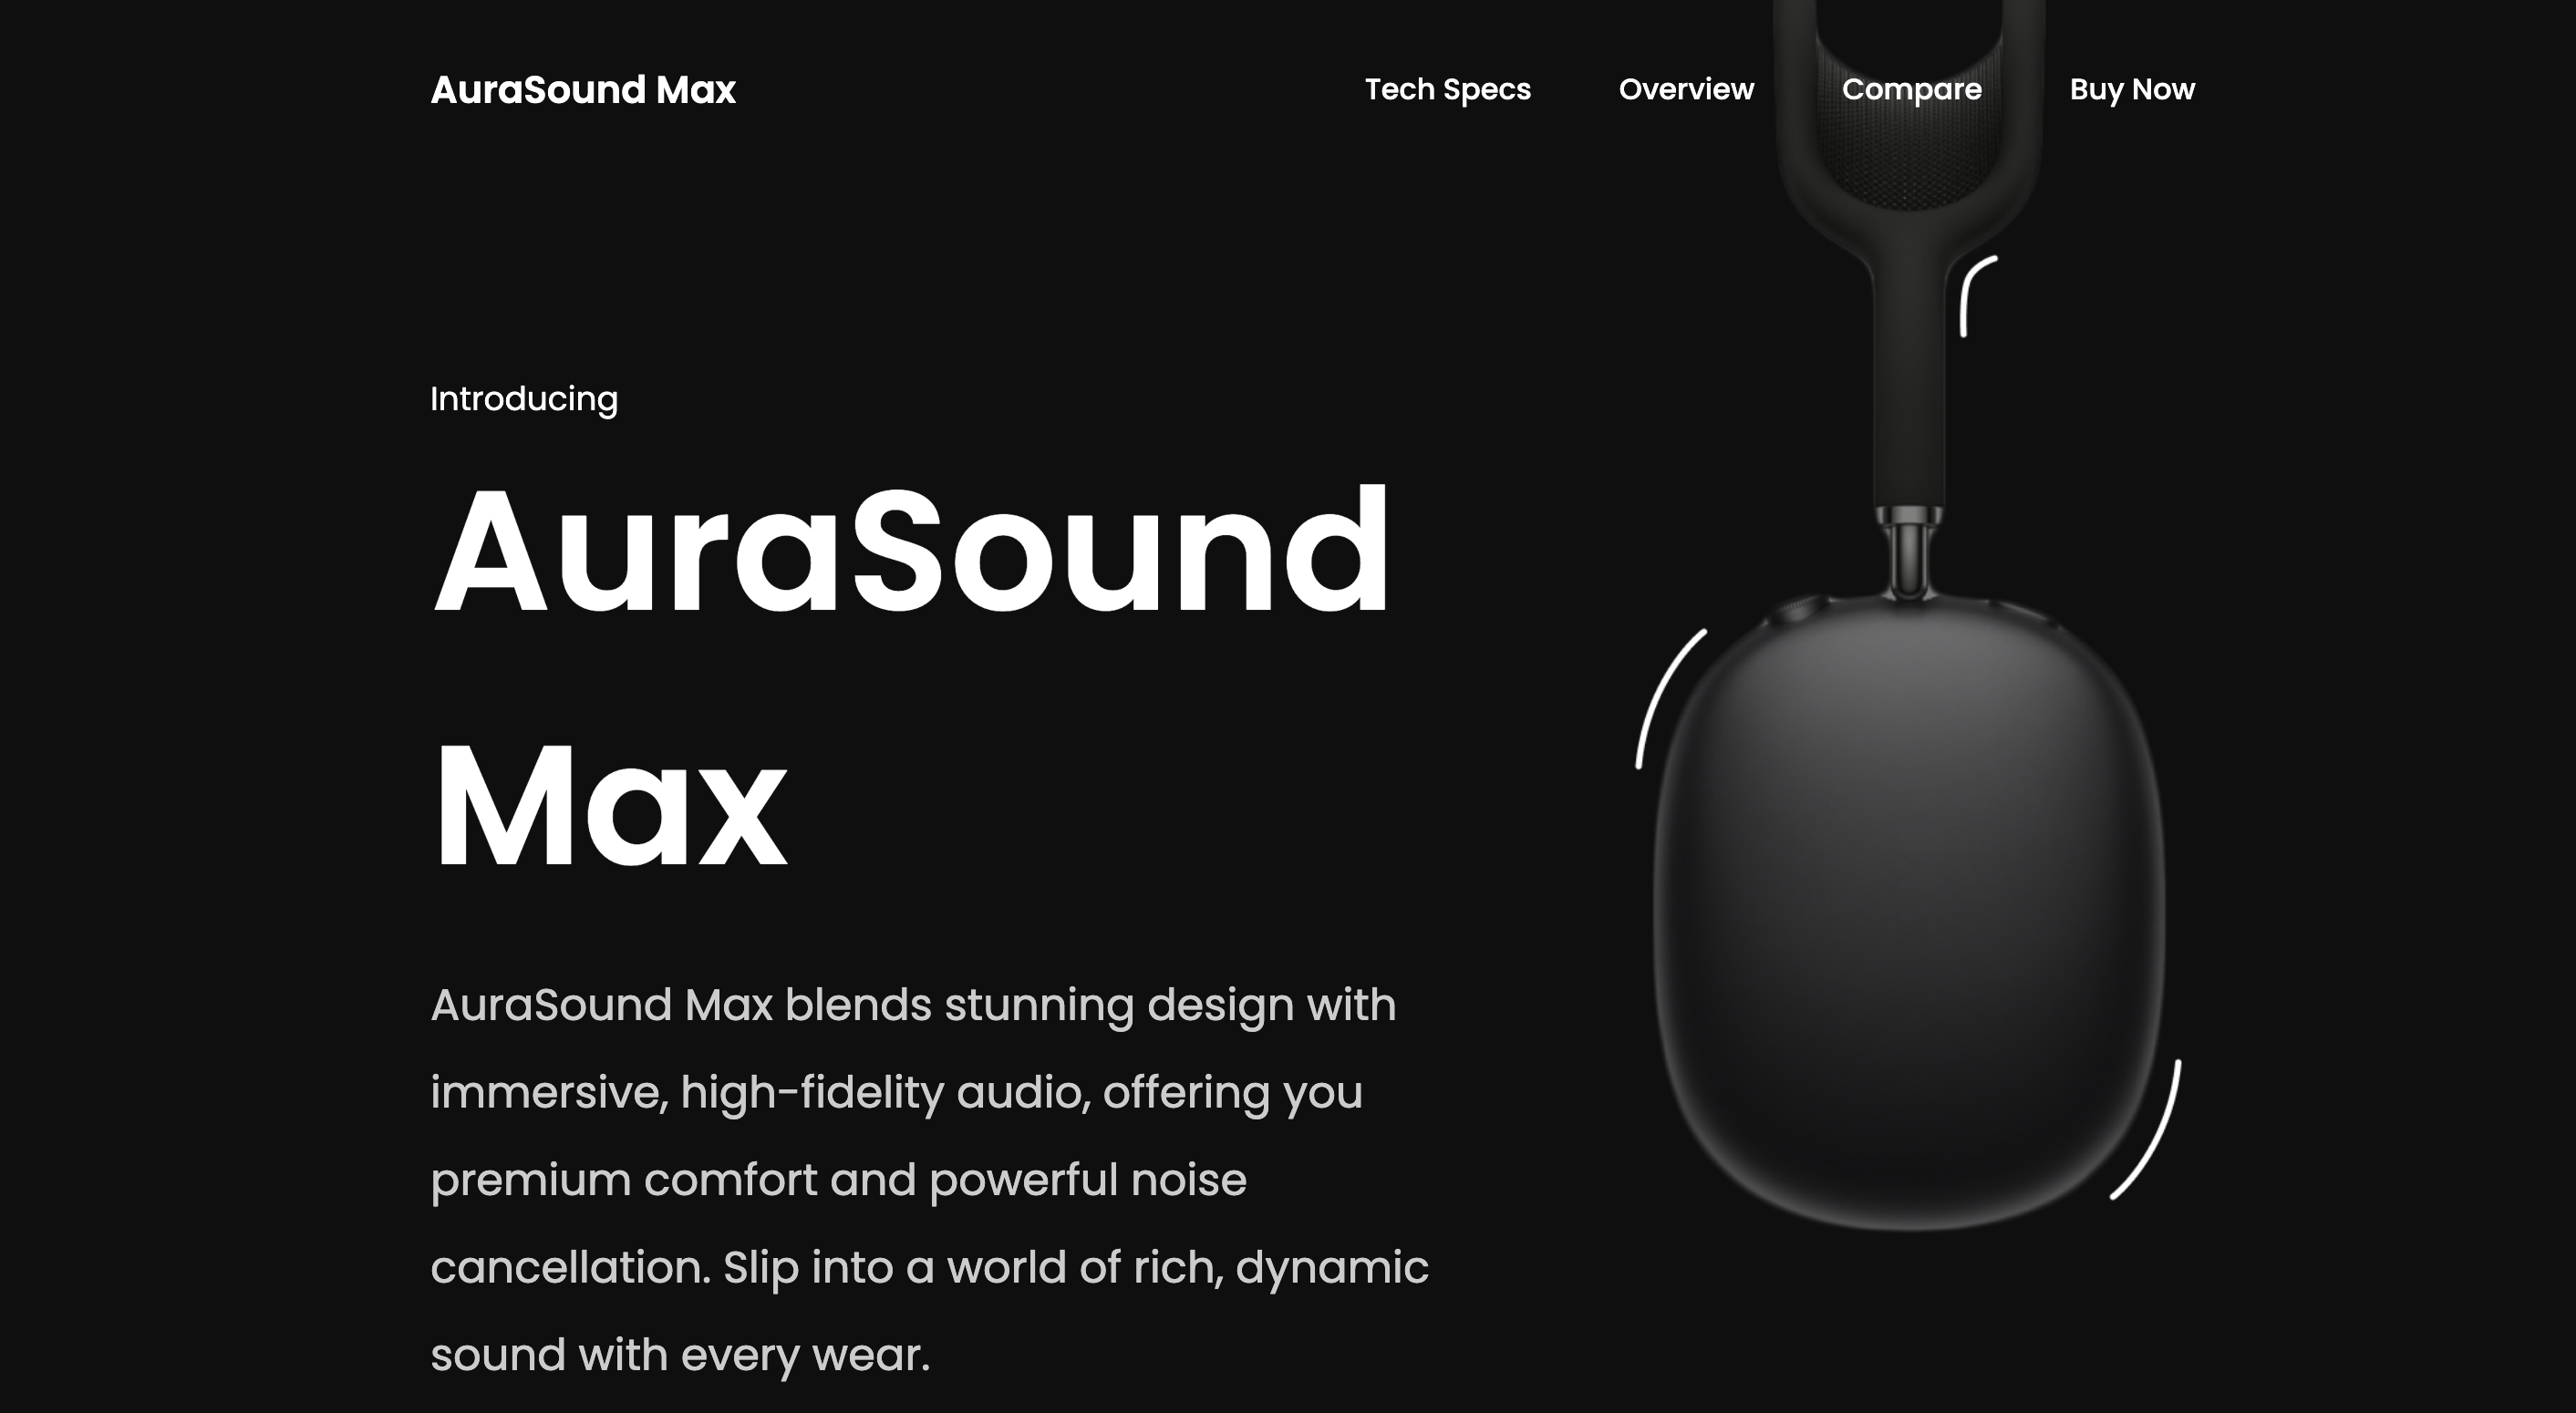 AuraSound Max
Tech Specs Overview Compare Buy Now
Introducing
AuraSound
Max
AuraSound Max blends stunning design with
immersive, high-fidelity audio, offering you
premium comfort and powerful noise
cancellation. Slip into a world of rich, dynamic
sound with every wear.